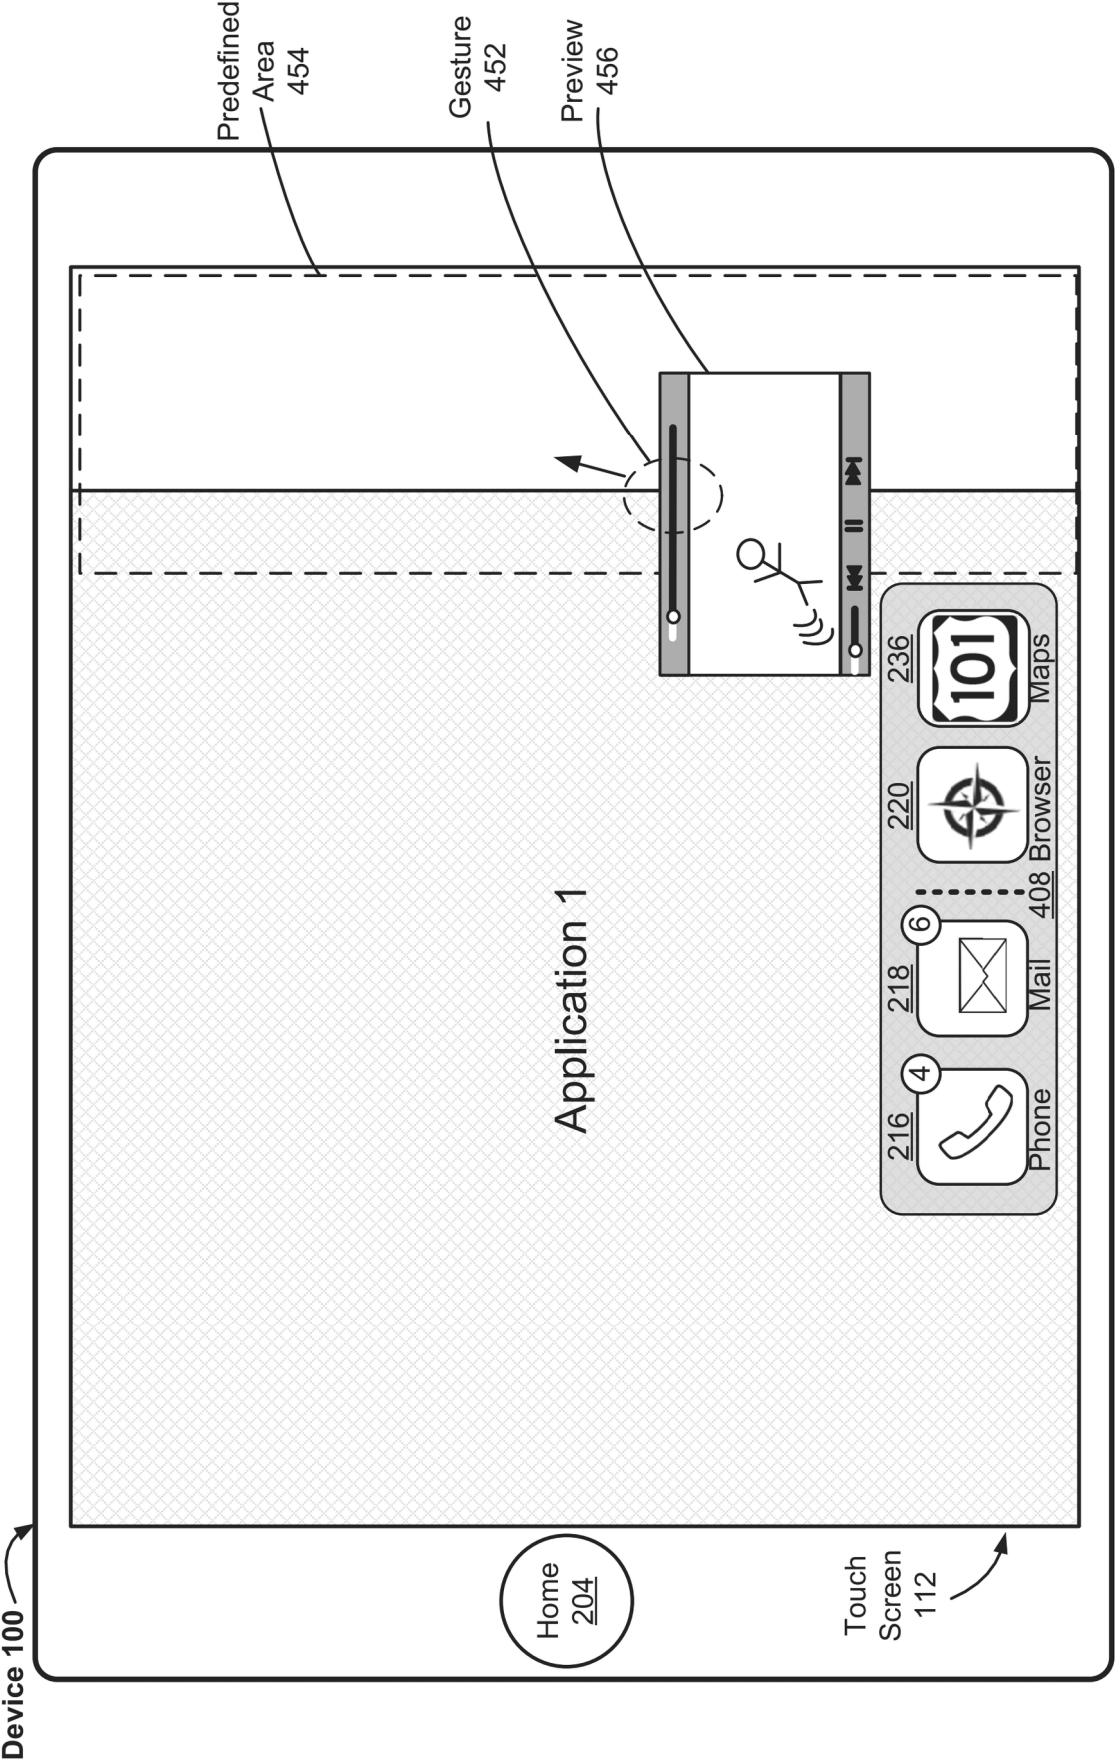 Device 100
Predefined
Area
454
Gesture
452
Preview
456
Application 1
216
218
220
236
4
6
101
Phone
Mail
408
Browser
Maps
Home
204
Touch
Screen
112